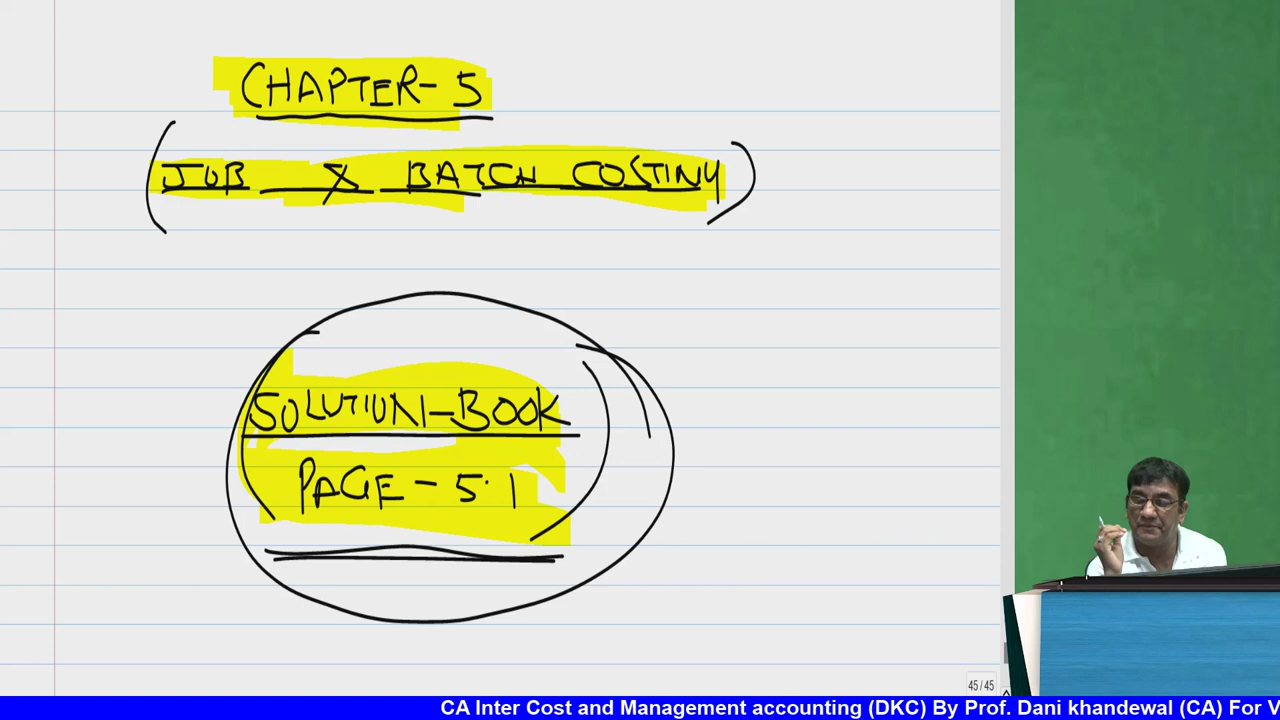 CHAPTER-5
(JOB & BATCH COSTING)
SOLUTION-BOOK
PAGE-5.1
45/45
CA Inter Cost and Management accounting (DKC) By Prof. Dani khandewal (CA) For V